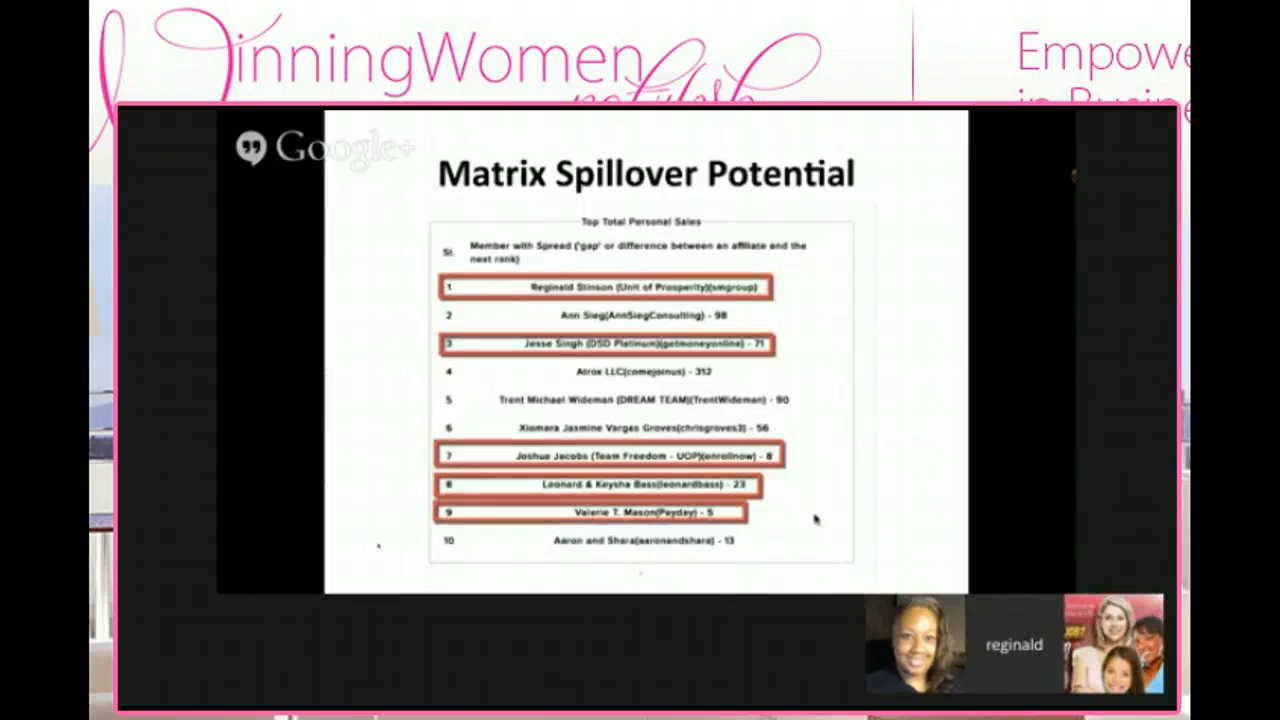 WinningWomen
Empowe
in Busine
Google+
Matrix Spillover Potential
Top Total Personal Sales
Sl. Member with Spread ('gap' or difference between an affiliate and the
next rank)
1 Reginald Stinson (Unit of Prosperity)(smgroup)
2 Ann Sieg(AnnSiegConsulting) - 98
3 Jesse Singh (DSD Platinum)(getmoneyonline) - 71
4 Atrox LLC(comejoinus) - 312
5 Trent Michael Wideman (DREAM TEAM)(TrentWideman) - 90
6 Xiomara Jasmine Vargas Groves(chrisgroves3) - 56
7 Joshua Jacobs (Team Freedom - UOP)(enrollnow) - 8
8 Leonard & Keysha Bass(leonardbass) - 23
9 Valerie T. Mason(Payday) - 5
10 Aaron and Shara(aaronandshara) - 13
reginald
JOB?